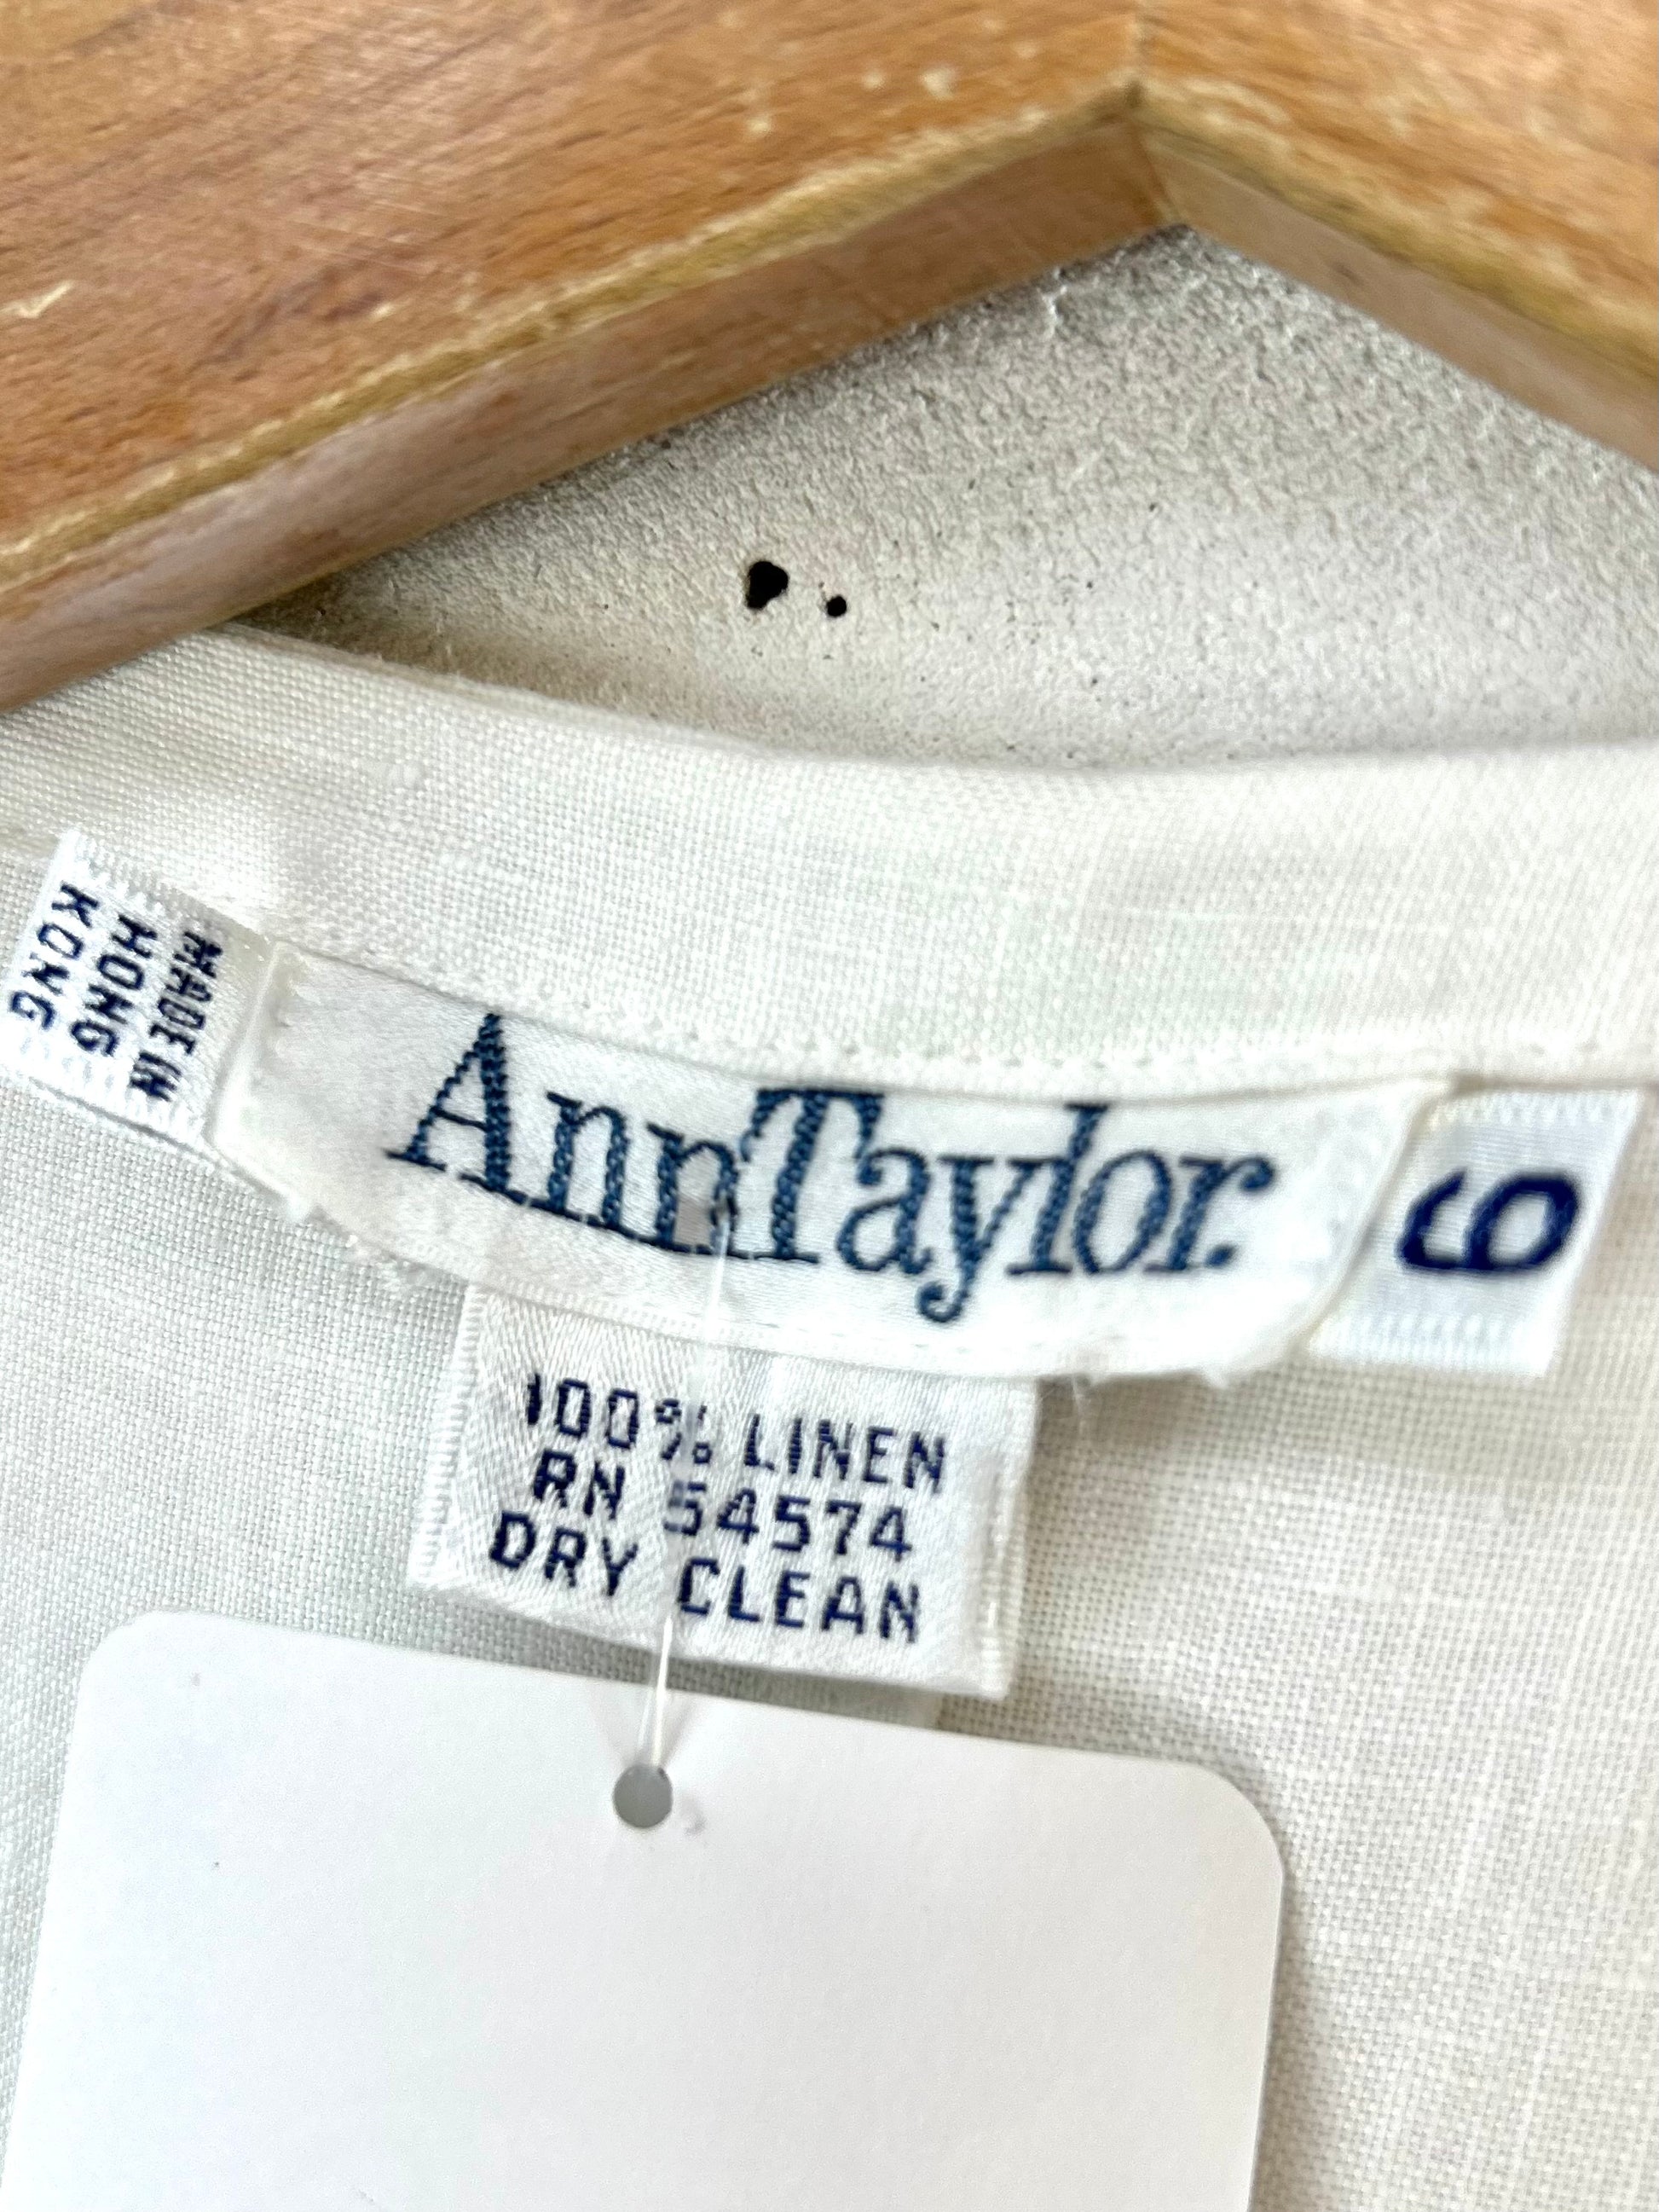 MADE IN
HONG
KONG
AnnTaylor.
6
100% LINEN
RN 54574
DRY CLEAN